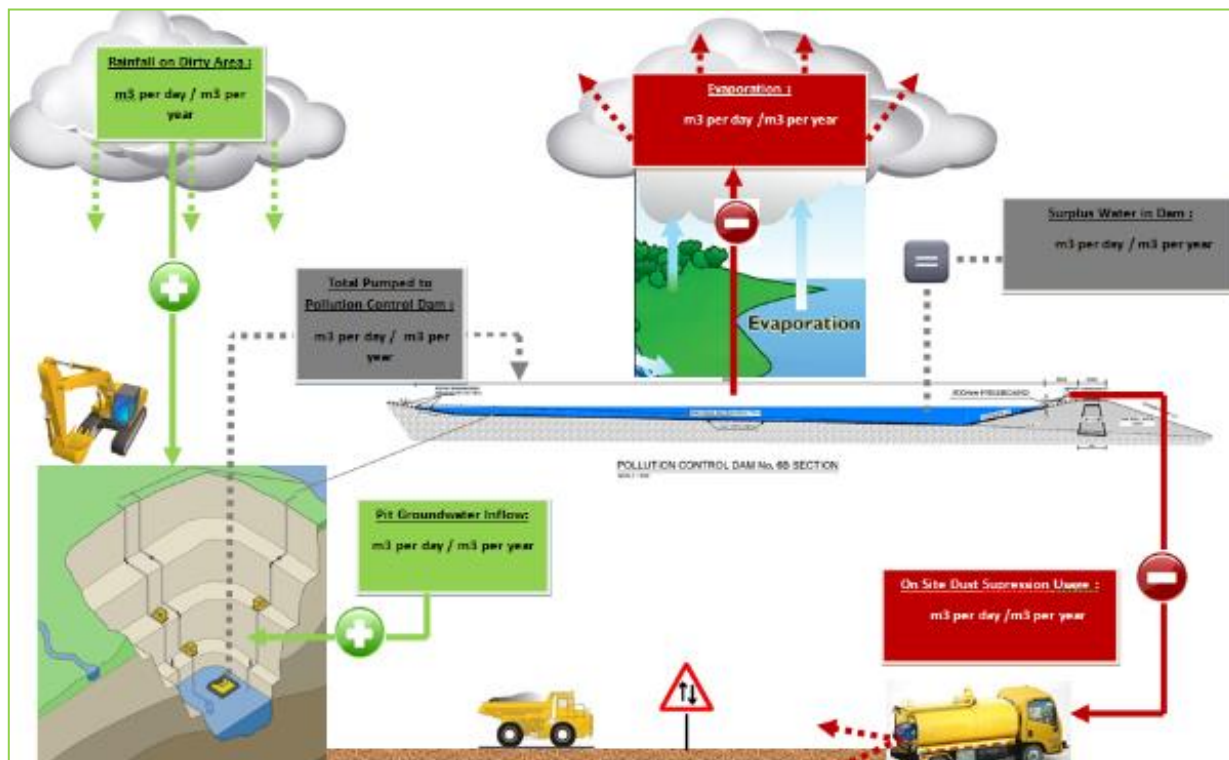 Rainfall on Dirty Area :
m3 per day / m3 per
year
Evaporation :
m3 per day /m3 per year
Surplus Water in Dam :
m3 per day / m3 per year
Total Pumped to
Pollution Control Dam :
m3 per day / m3 per
year
Evaporation
POLLUTION CONTROL DAM No. 6B SECTION
Pit Groundwater Inflow:
m3 per day / m3 per year
On Site Dust Supression Usage :
m3 per day /m3 per year